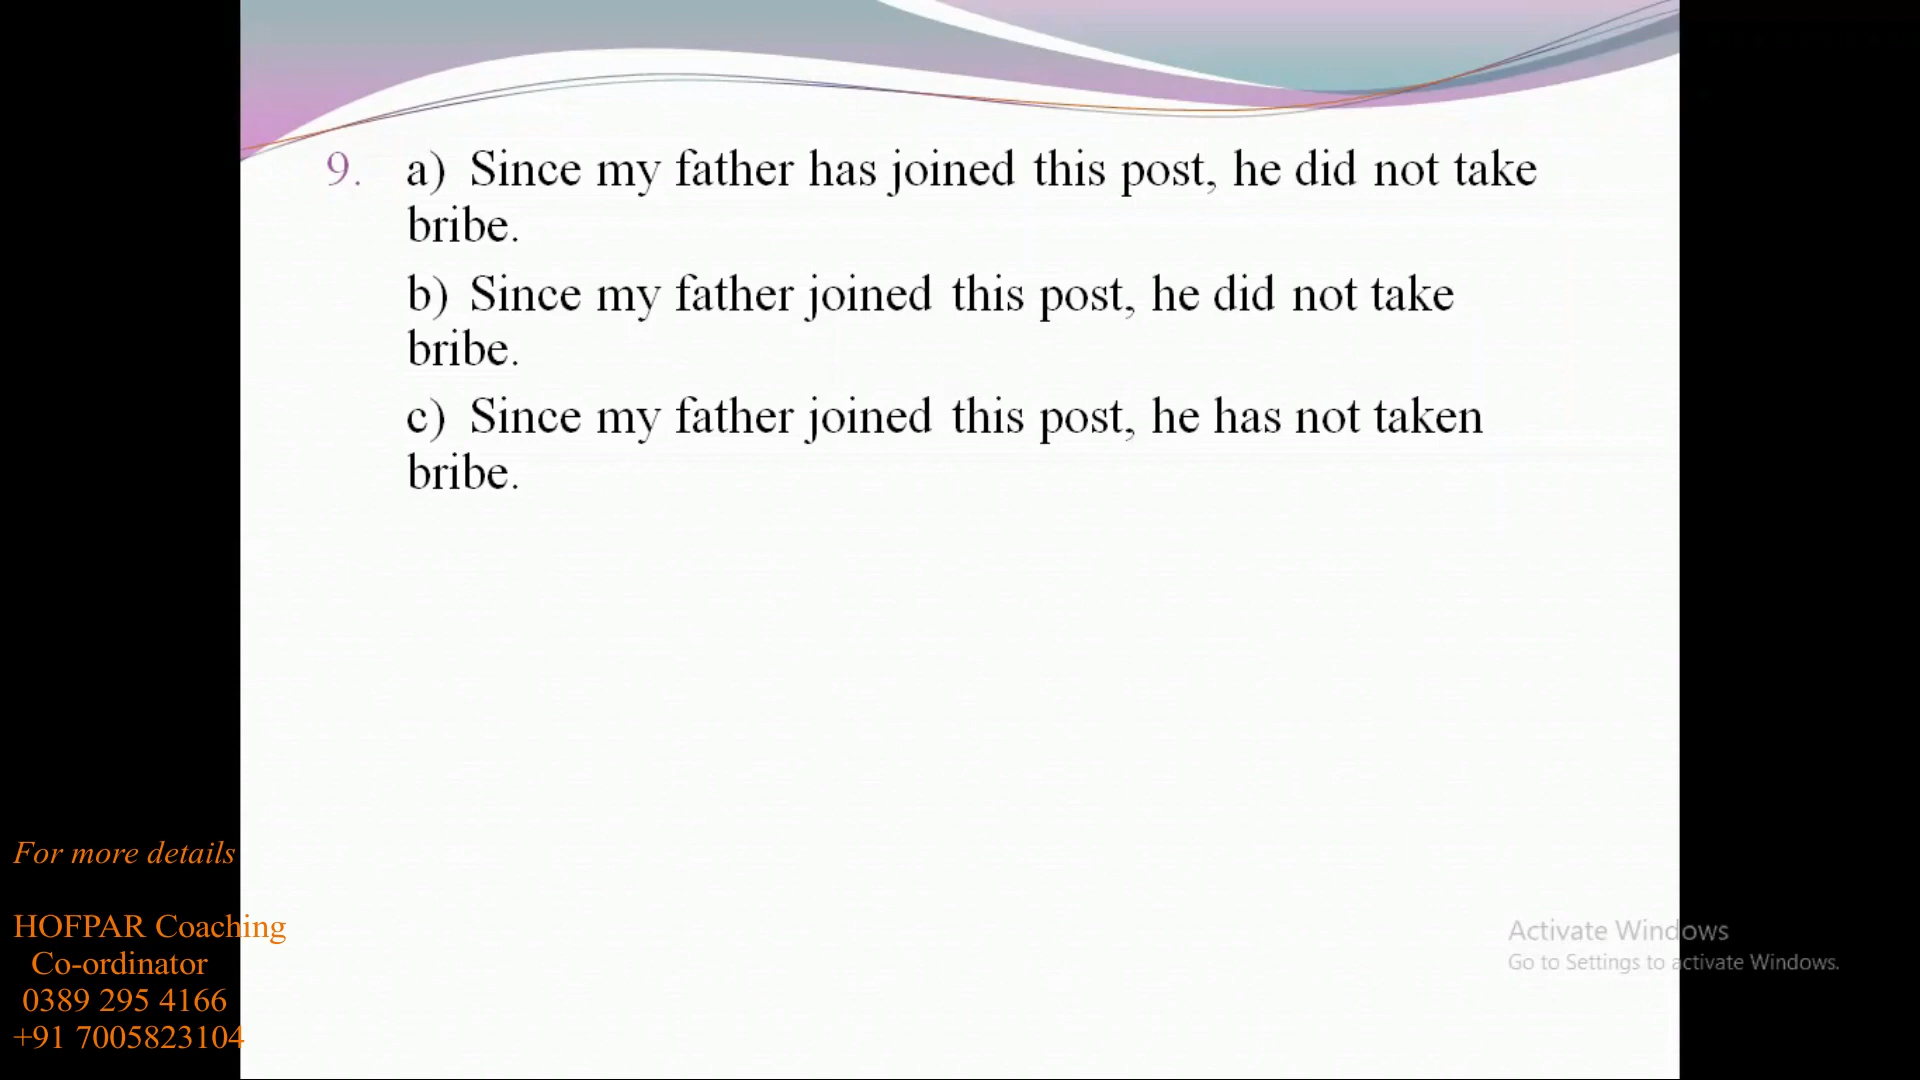 9. a) Since my father has joined this post, he did not take
bribe.
b) Since my father joined this post, he did not take
bribe.
c) Since my father joined this post, he has not taken
bribe.
For more details
HOFPAR Coaching
Co-ordinator
0389 295 4166
+91 7005823104
Activate Windows
Go to Settings to activate Windows.